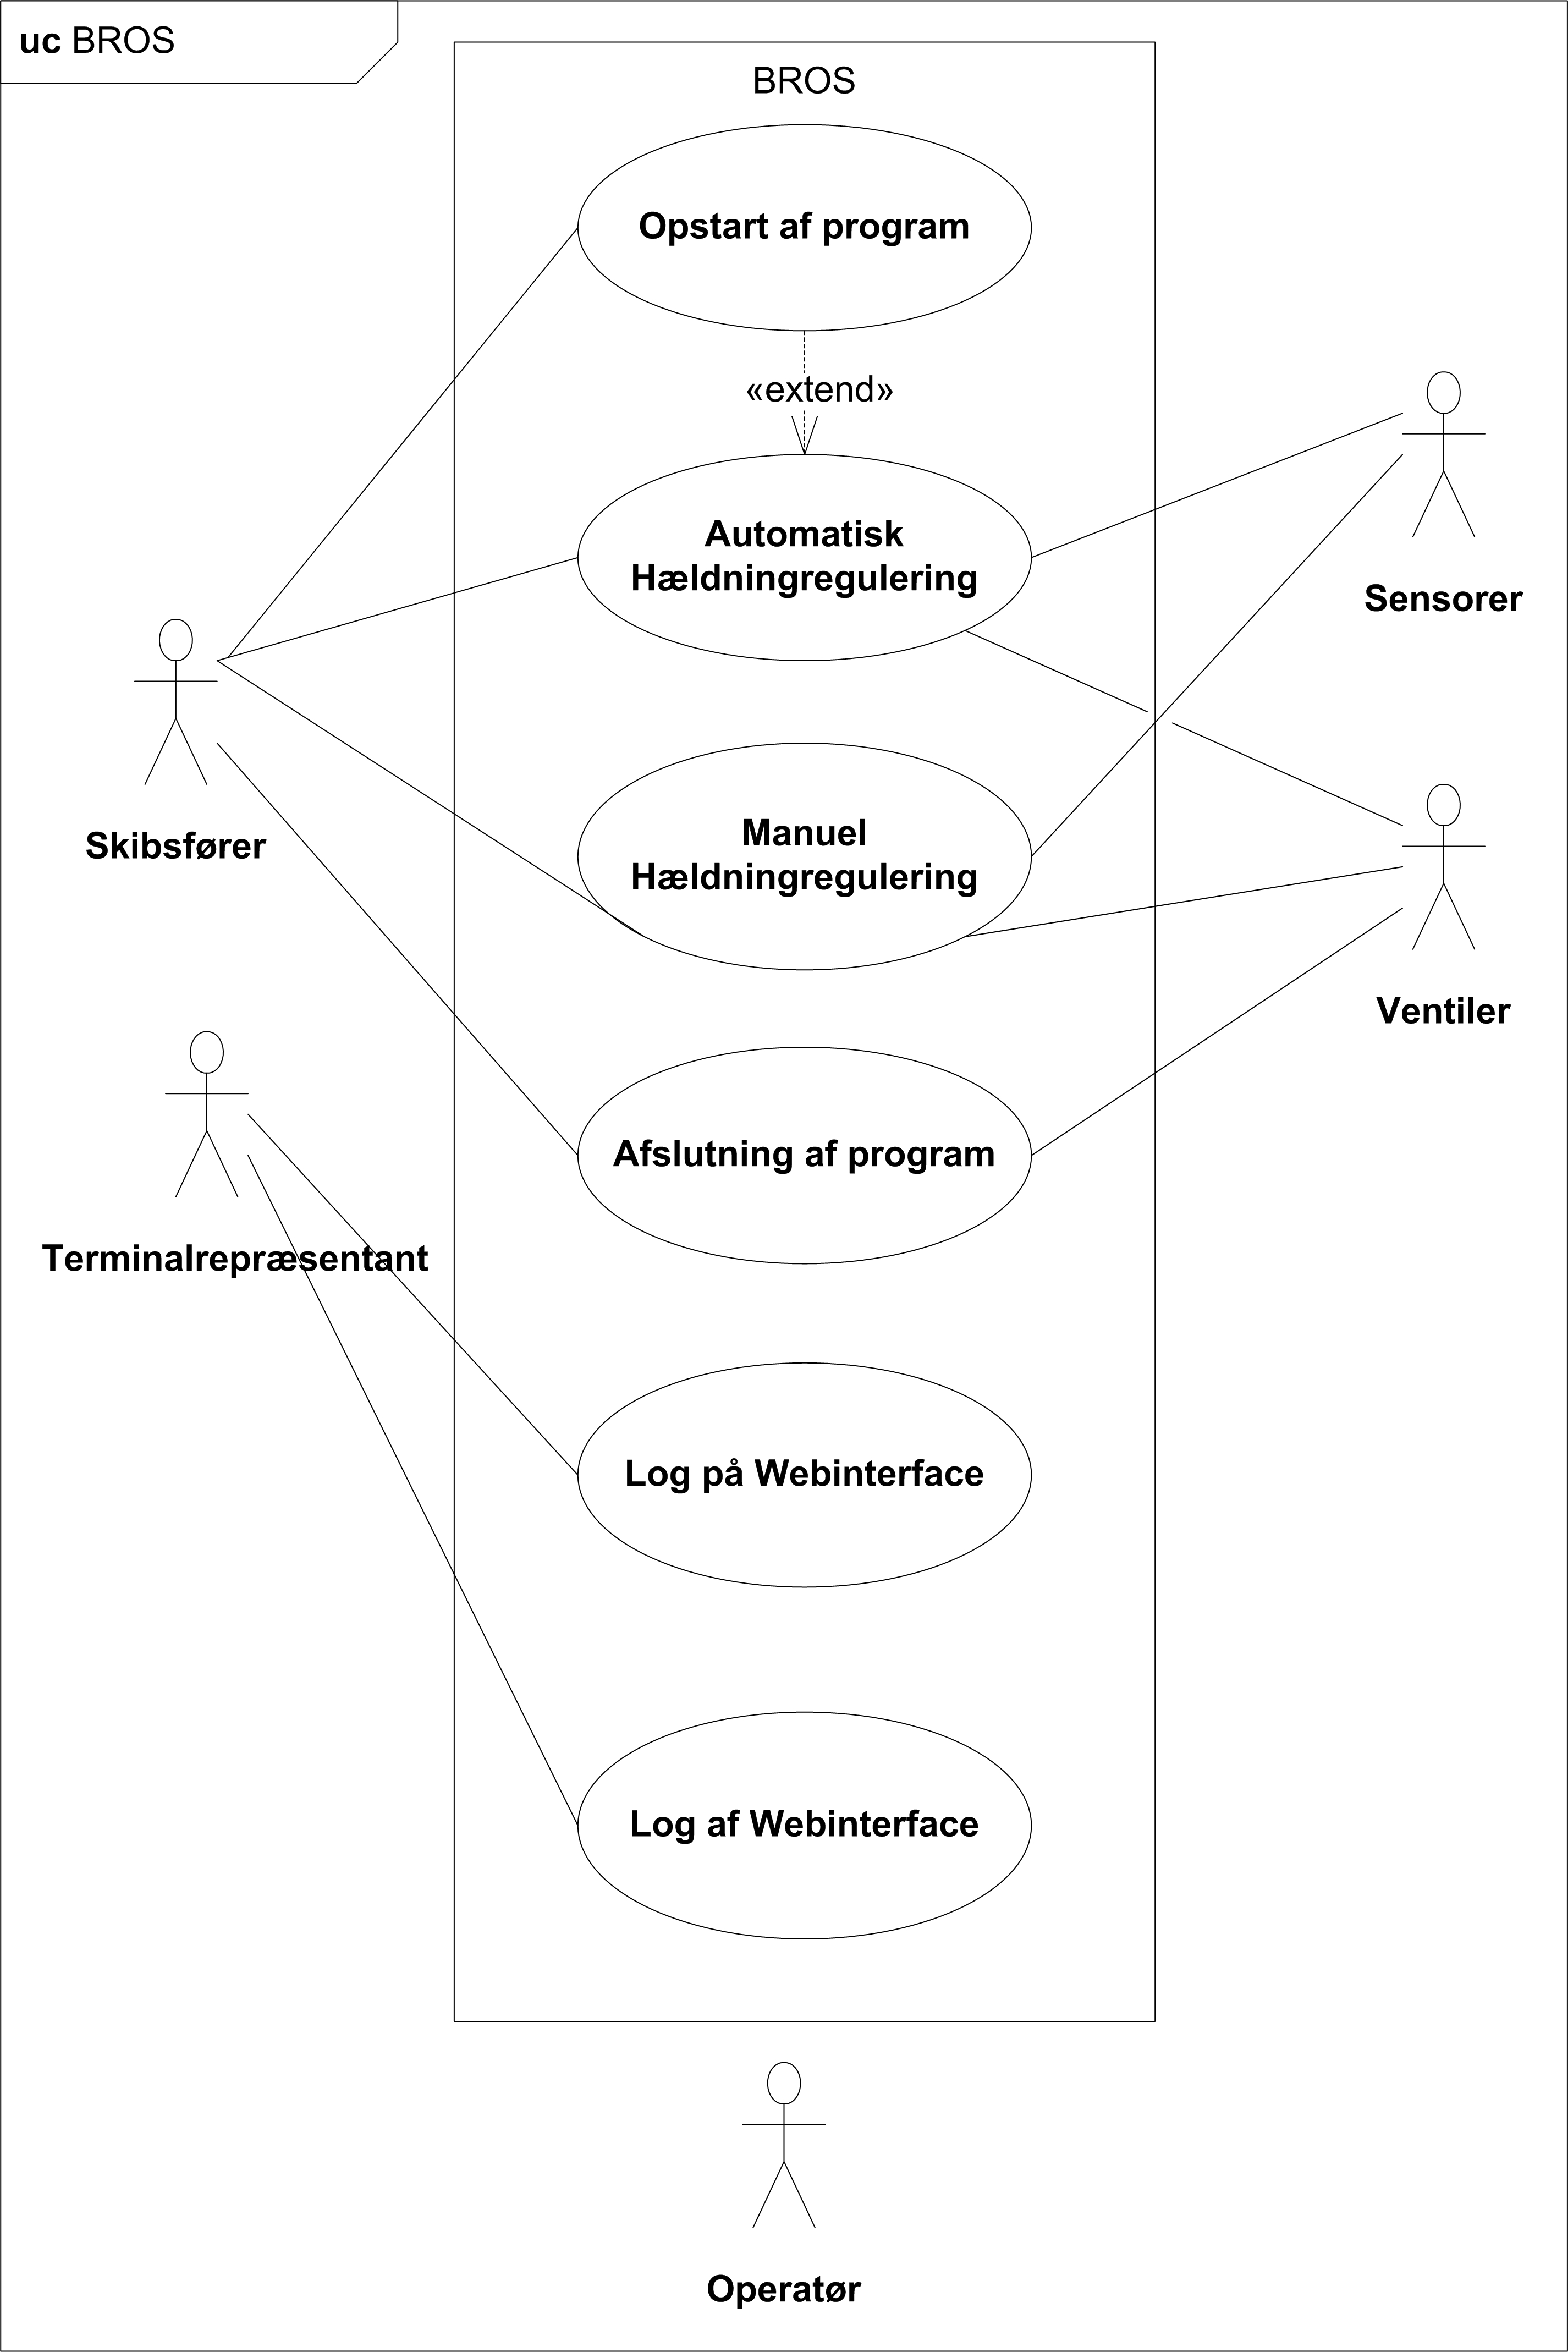 uc BROS
BROS
Opstart af program
«extend»
Automatisk
Hældningregulering
Sensorer
Manuel
Hældningregulering
Skibsfører
Ventiler
Afslutning af program
Terminalrepræsentant
Log på Webinterface
Log af Webinterface
Operatør